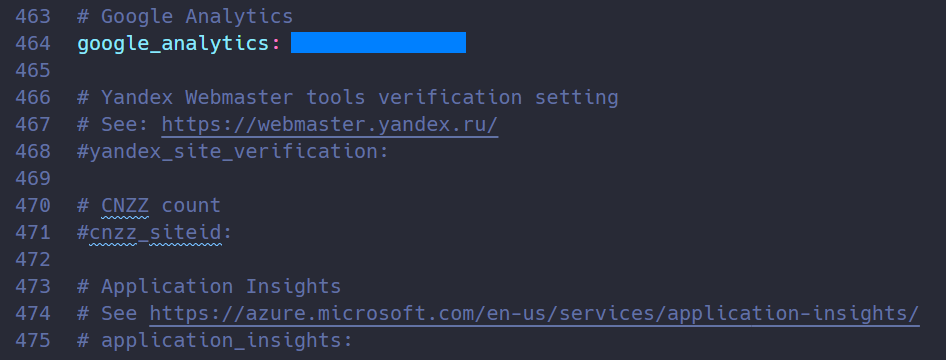 463 # Google Analytics
464 google_analytics:
465
466 # Yandex Webmaster tools verification setting
467 # See: https://webmaster.yandex.ru/
468 #yandex_site_verification:
469
470 # CNZZ count
471 #cnzz_siteid:
472
473 # Application Insights
474 # See https://azure.microsoft.com/en-us/services/application-insights/
475 # application_insights: